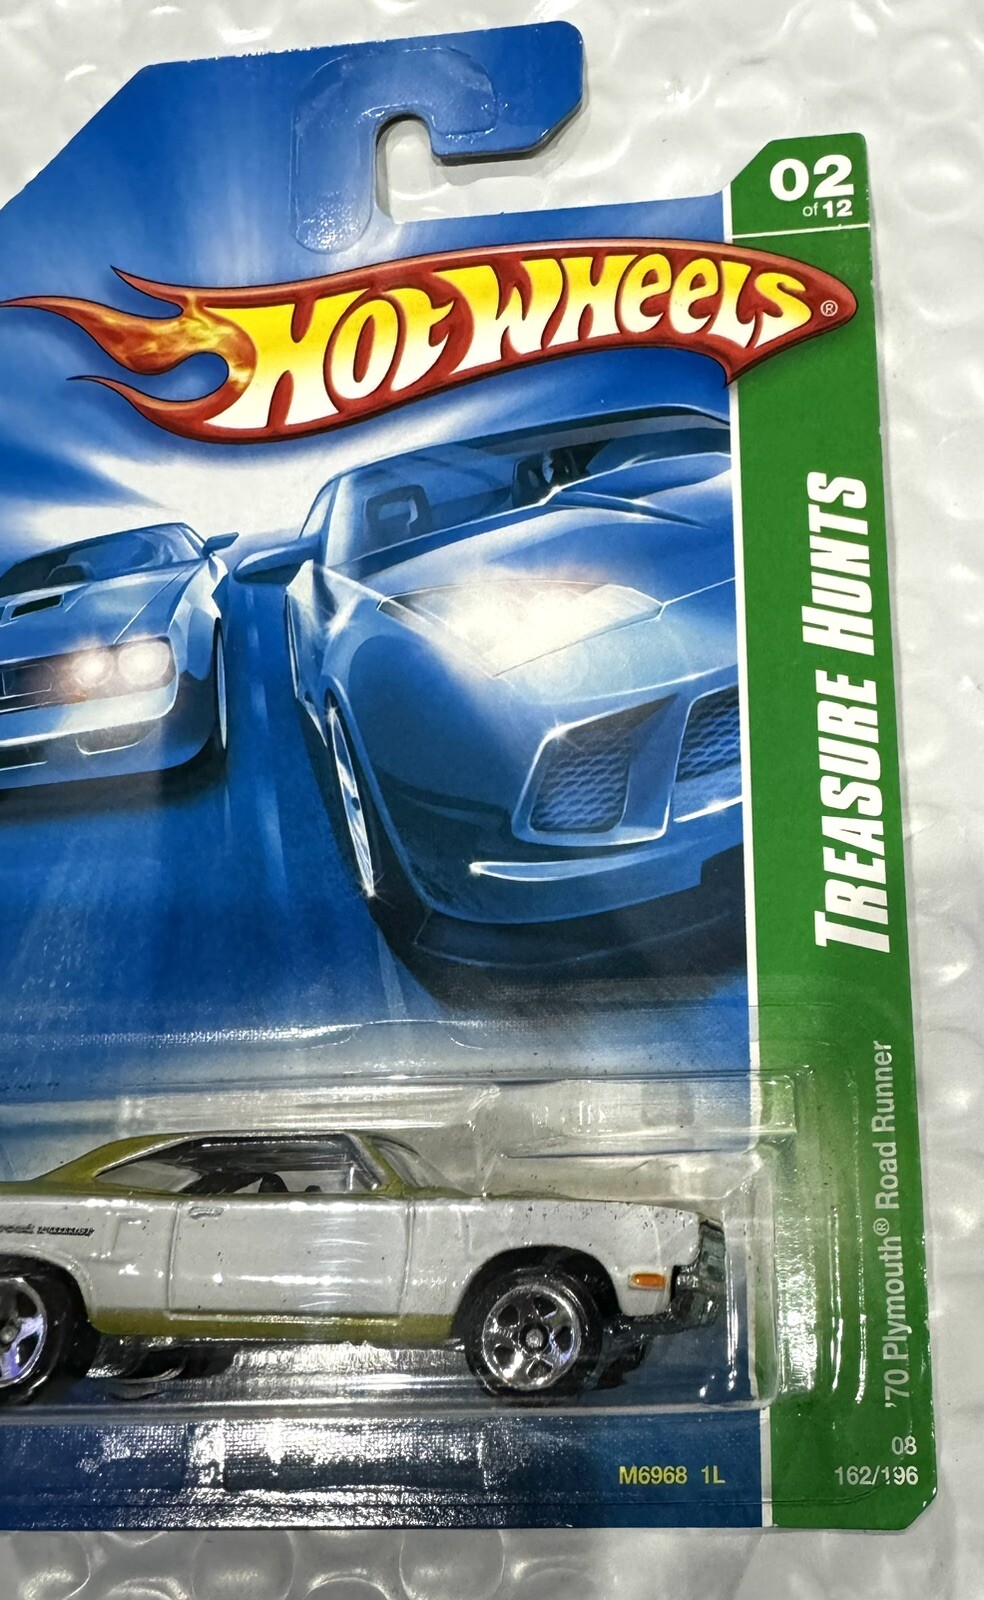 02
of 12
HOT WHEELS®
TREASURE HUNTS
'70 Plymouth® Road Runner
08
162/196
M6968 1L